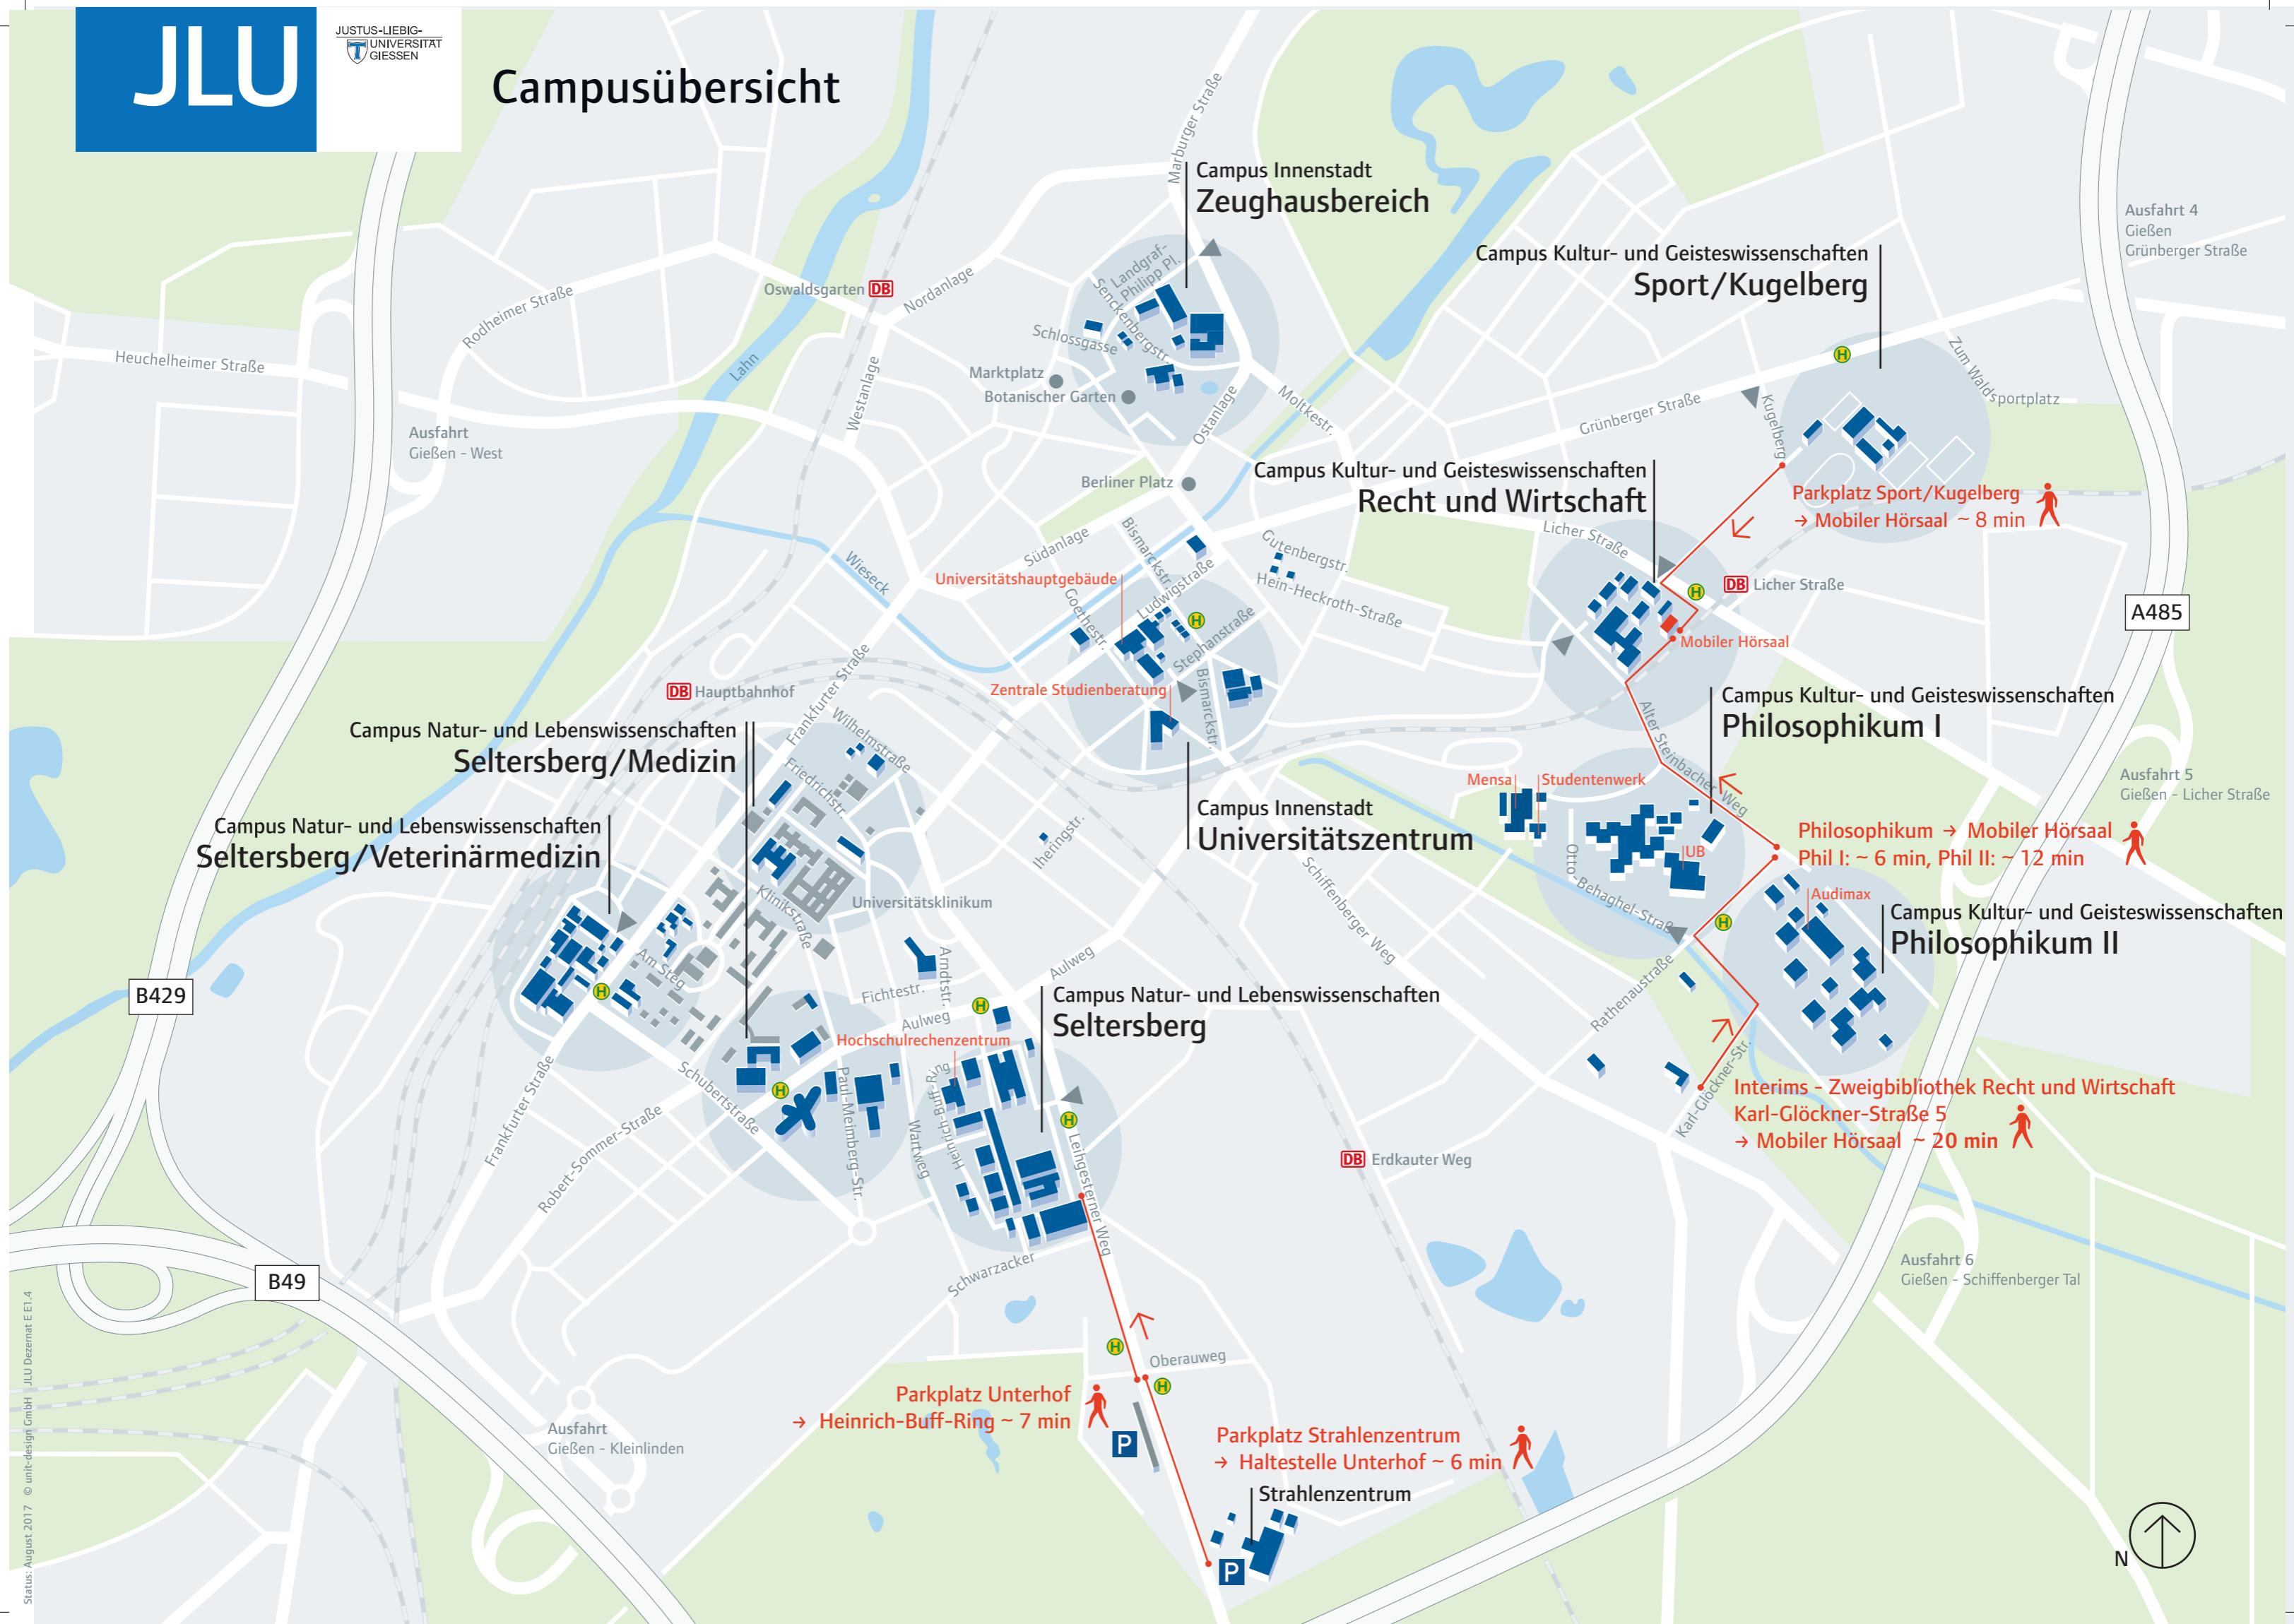 JLU
JUSTUS-LIEBIG-
UNIVERSITÄT
GIESSEN
Campusübersicht
Marburger Straße
Campus Innenstadt
Zeughausbereich
Campus Kultur- und Geisteswissenschaften
Sport/Kugelberg
Ausfahrt 4
Gießen
Grünberger Straße
Landgraf-
Philipp Pl.
Senckenbergstr.
Schlossgasse
Oswaldsgarten DB
Nordanlage
Rodheimer Straße
Heuchelheimer Straße
Lahn
Westanlage
Marktplatz
Botanischer Garten
Ostanlage
Moltkestr.
Grünberger Straße
Kugelberg
H
Zum Waldsportplatz
Ausfahrt
Gießen - West
Berliner Platz
Campus Kultur- und Geisteswissenschaften
Recht und Wirtschaft
Parkplatz Sport/Kugelberg
→ Mobiler Hörsaal ~ 8 min
Licher Straße
Südanlage
Bismarckstr.
Gutenbergstr.
Hein-Heckroth-Straße
Wieseck
Universitätshauptgebäude
Ludwigstraße
Goethestr.
H
Stephanstraße
H
DB Licher Straße
A485
Mobiler Hörsaal
Zentrale Studienberatung
Bismarckstr.
DB Hauptbahnhof
Frankfurter Straße
Wilhelmstraße
Friedrichstr.
Campus Natur- und Lebenswissenschaften
Seltersberg/Medizin
Campus Kultur- und Geisteswissenschaften
Philosophikum I
Alter Steinbacher Weg
Mensa
Studentenwerk
Ausfahrt 5
Gießen - Licher Straße
Campus Innenstadt
Universitätszentrum
Campus Natur- und Lebenswissenschaften
Seltersberg/Veterinärmedizin
Iheringstr.
Philosophikum → Mobiler Hörsaal
Phil I: ~ 6 min, Phil II: ~ 12 min
UB
Otto-Behaghel-Straße
Schiffenberger Weg
Audimax
Universitätsklinikum
Klinikstraße
Campus Kultur- und Geisteswissenschaften
Philosophikum II
H
Am Steg
H
Arndtstr.
Aulweg
Fichtestr.
Rathenaustraße
B429
H
Campus Natur- und Lebenswissenschaften
Seltersberg
Aulweg
Hochschulrechenzentrum
Heinrich-Buff-Ring
Schubertstraße
H
Paul-Meimberg-Str.
Wartweg
H
Leihgesterner Weg
Frankfurter Straße
Robert-Sommer-Straße
Karl-Glöckner-Str.
Interims - Zweigbibliothek Recht und Wirtschaft
Karl-Glöckner-Straße 5
→ Mobiler Hörsaal ~ 20 min
DB Erdkauter Weg
Schwarzacker
B49
Ausfahrt 6
Gießen - Schiffenberger Tal
H
Oberauweg
H
Parkplatz Unterhof
→ Heinrich-Buff-Ring ~ 7 min
P
Parkplatz Strahlenzentrum
→ Haltestelle Unterhof ~ 6 min
Strahlenzentrum
P
Ausfahrt
Gießen - Kleinlinden
N
Status: August 2017 © unit-design GmbH JLU Dezernat E E1.4